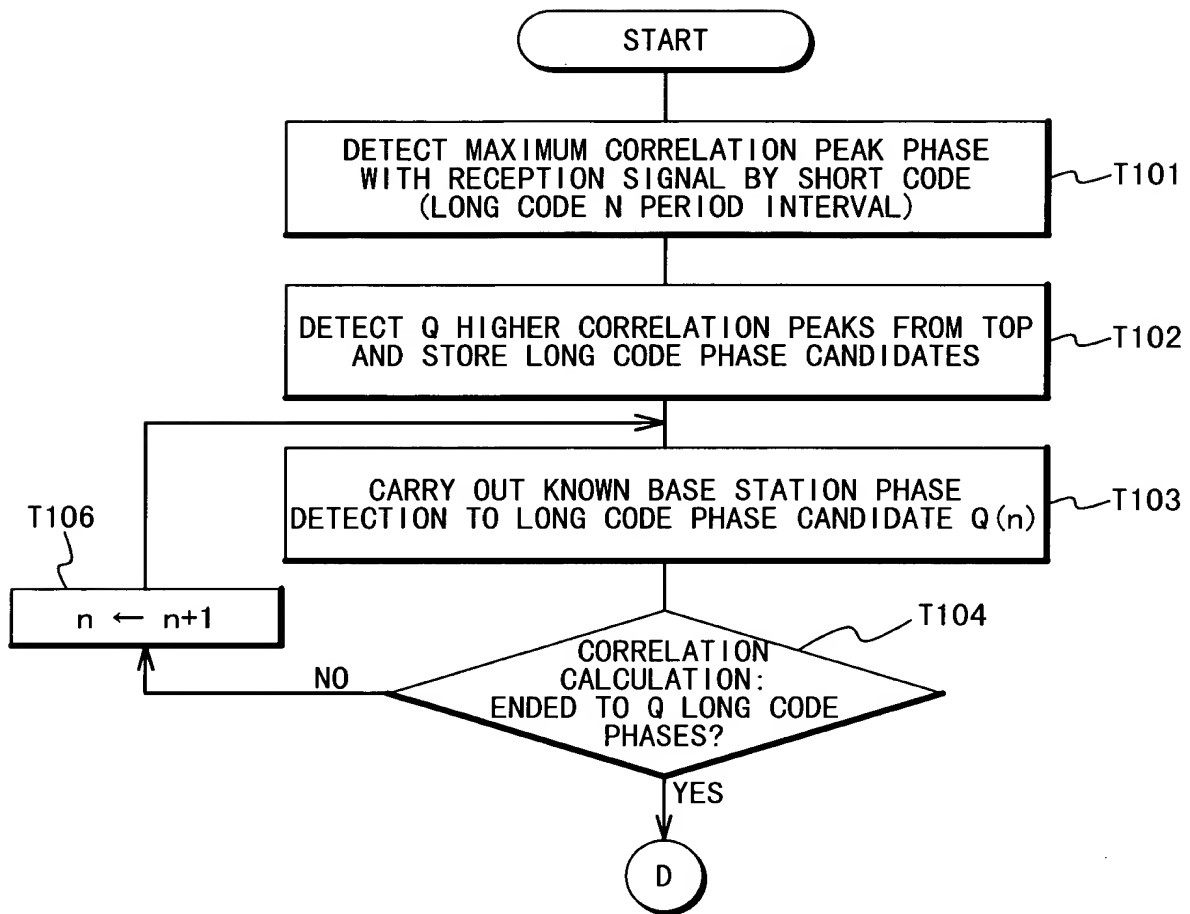 START
DETECT MAXIMUM CORRELATION PEAK PHASE
WITH RECEPTION SIGNAL BY SHORT CODE
(LONG CODE N PERIOD INTERVAL)
T101
DETECT Q HIGHER CORRELATION PEAKS FROM TOP
AND STORE LONG CODE PHASE CANDIDATES
T102
CARRY OUT KNOWN BASE STATION PHASE
DETECTION TO LONG CODE PHASE CANDIDATE Q(n)
T103
T106
n ← n+1
T104
CORRELATION
CALCULATION:
ENDED TO Q LONG CODE
PHASES?
NO
YES
D